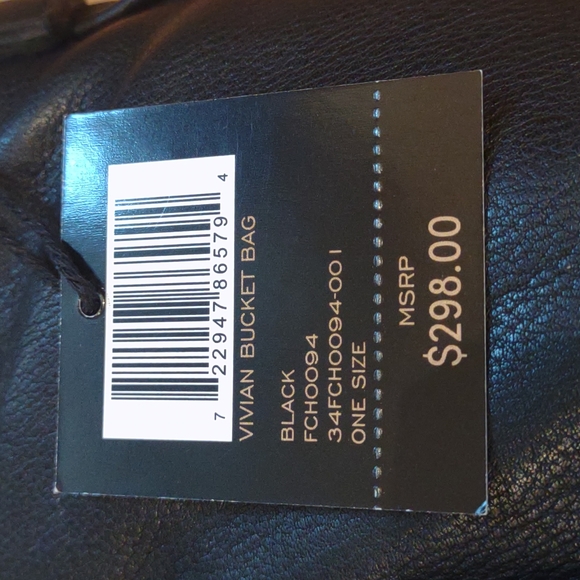 7 22947 86579 4
VIVIAN BUCKET BAG
BLACK
FCH0094
34FCH0094-001
ONE SIZE
MSRP
$298.00